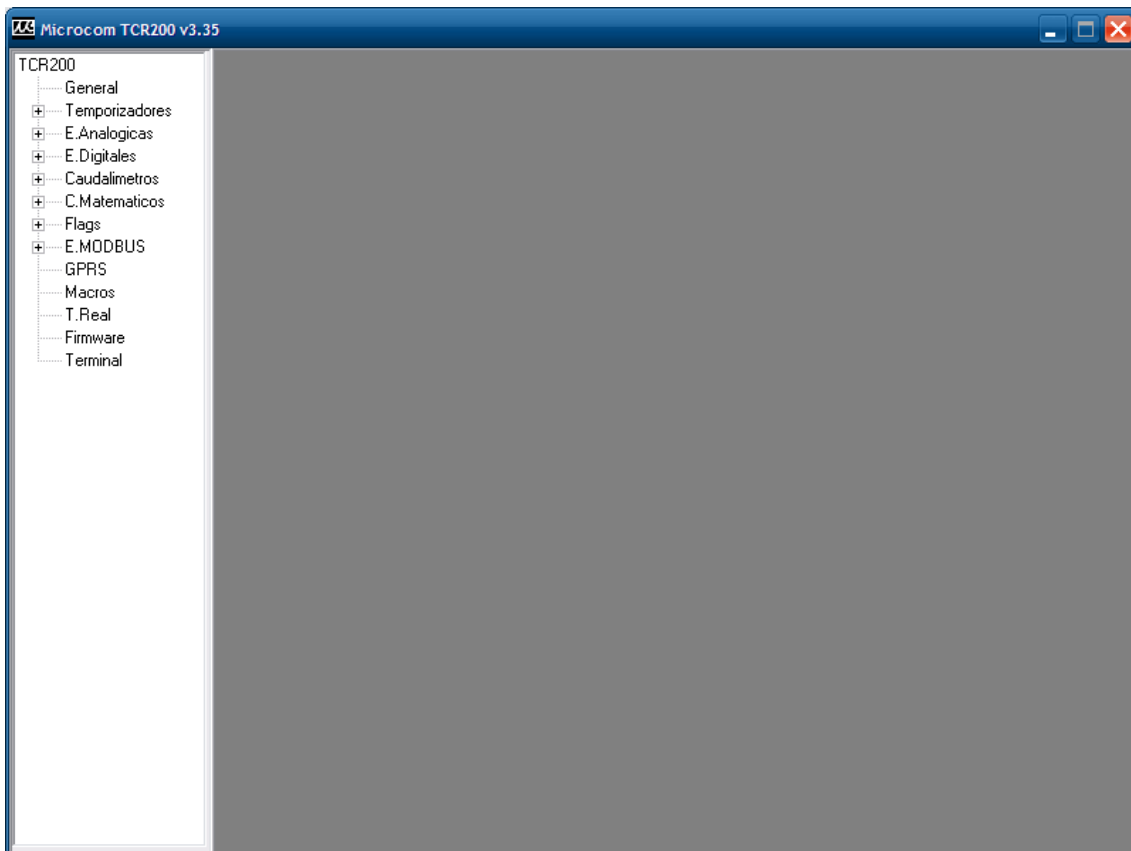 Microcom TCR200 v3.35
TCR200
General
Temporizadores
E.Analogicas
E.Digitales
Caudalimetros
C.Matematicos
Flags
E.MODBUS
GPRS
Macros
T.Real
Firmware
Terminal